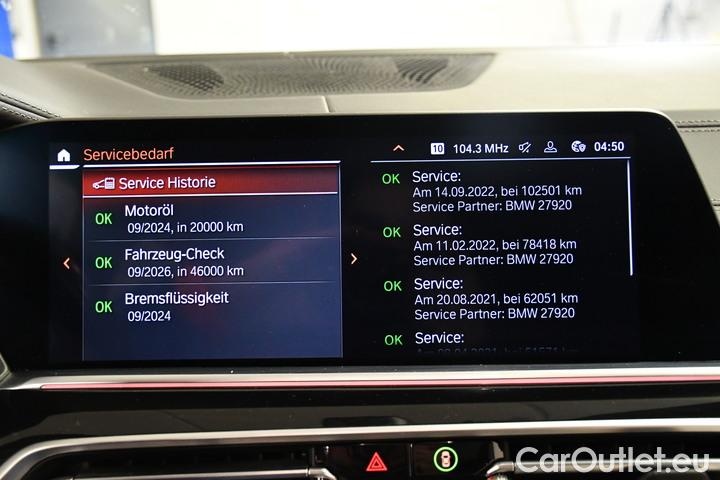 Servicebedarf
10 104.3 MHz 04:50
Service Historie
OK Motoröl
09/2024, in 20000 km
OK Fahrzeug-Check
09/2026, in 46000 km
OK Bremsflüssigkeit
09/2024
OK Service:
Am 14.09.2022, bei 102501 km
Service Partner: BMW 27920
OK Service:
Am 11.02.2022, bei 78418 km
Service Partner: BMW 27920
OK Service:
Am 20.08.2021, bei 62051 km
Service Partner: BMW 27920
OK Service:
CarOutlet.eu